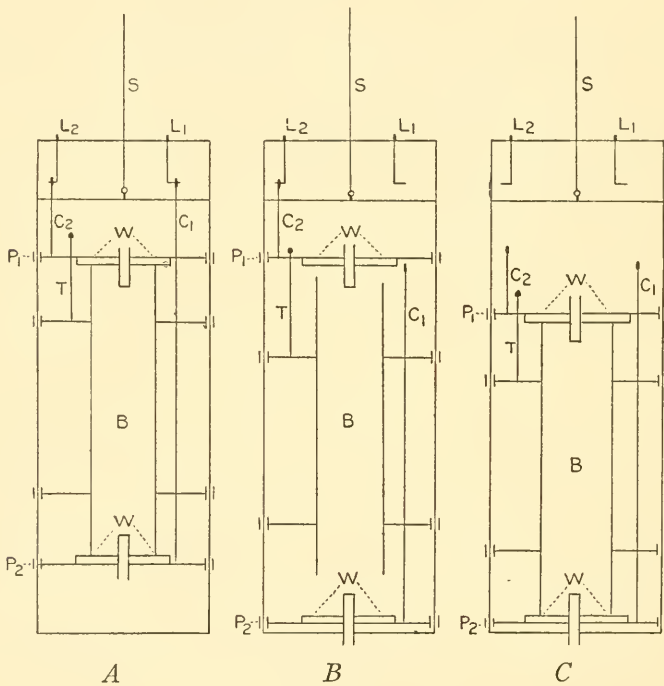 S S S
L2 L1 L2 L1 L2 L1
C2 W C1 C2 W C2 W
P1 P1 P1
T T C1 T C1
B B B
W W W
P2 P2 P2
A B C